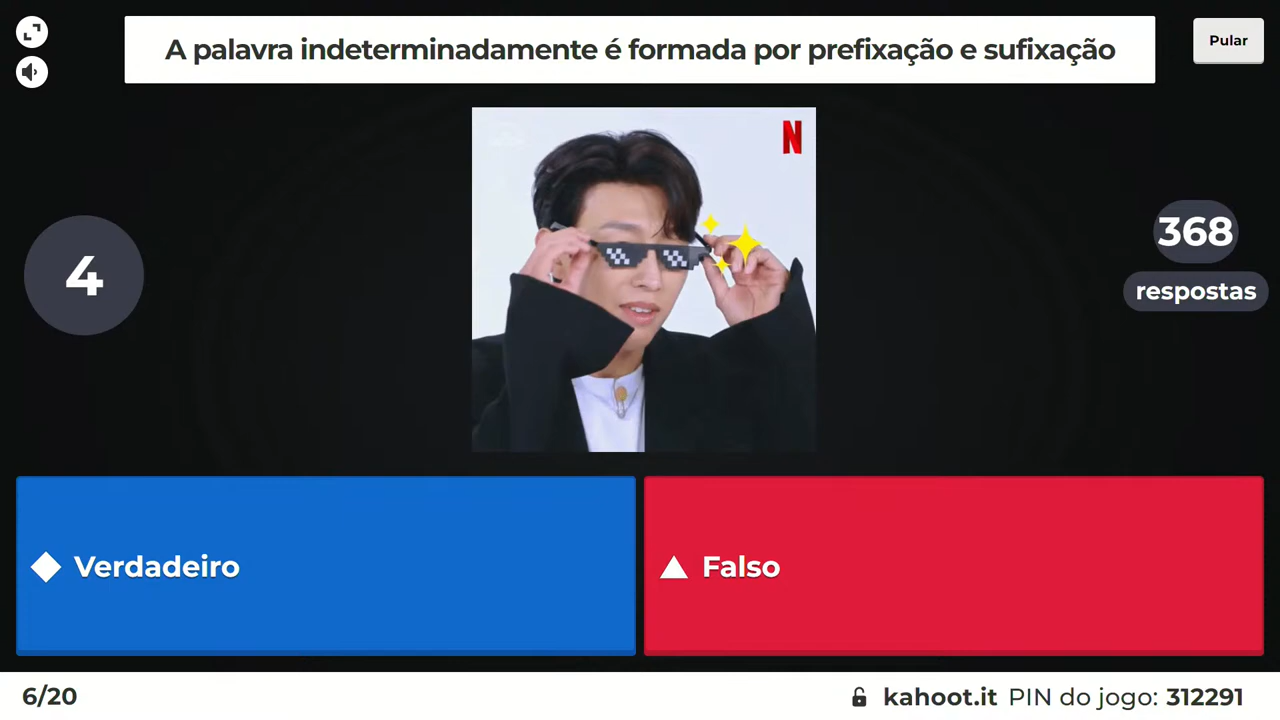 A palavra indeterminadamente é formada por prefixação e sufixação
Pular
N
4
368
respostas
Verdadeiro
Falso
6/20
kahoot.it PIN do jogo: 312291